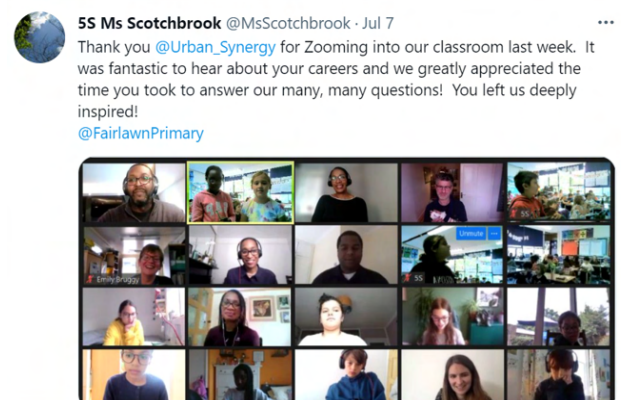 5S Ms Scotchbrook @MsScotchbrook · Jul 7
Thank you @Urban_Synergy for Zooming into our classroom last week. It
was fantastic to hear about your careers and we greatly appreciated the
time you took to answer our many, many questions! You left us deeply
inspired!
@FairlawnPrimary
5S
Unmute
Emily Bruggy
5S